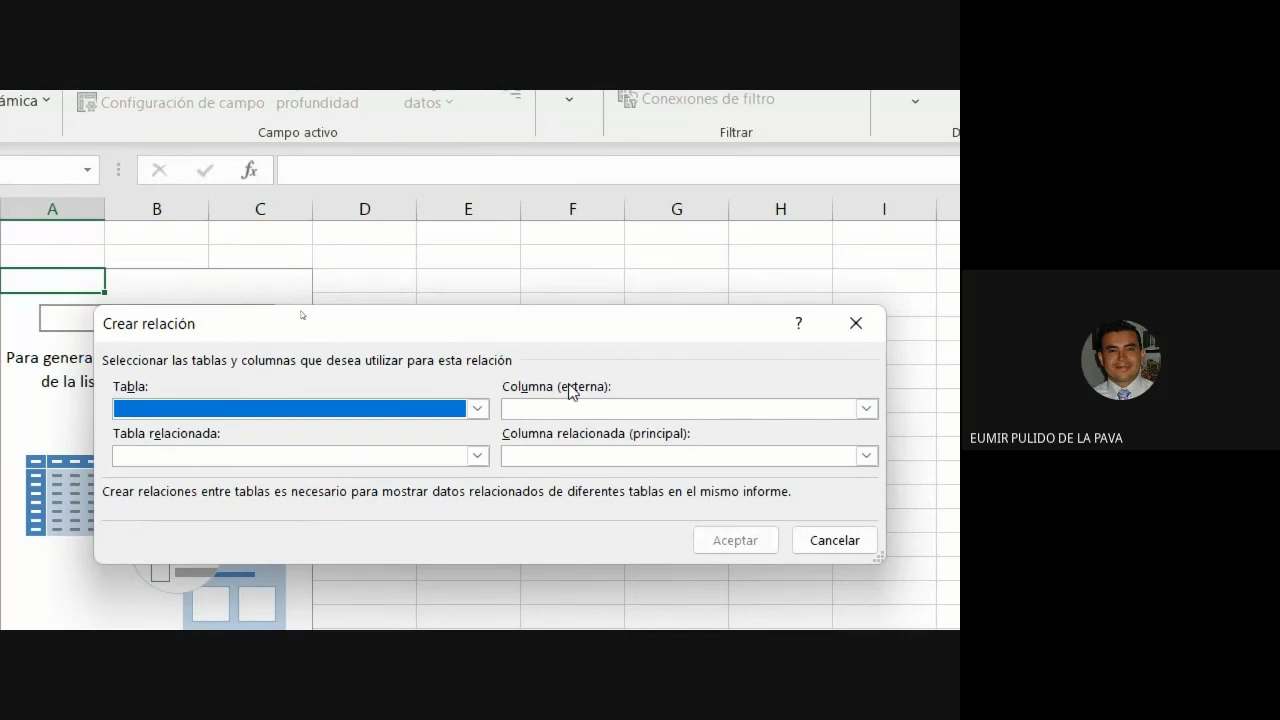 ámica
Configuración de campo
profundidad
datos
Conexiones de filtro
Campo activo
Filtrar
D
fx
A B C D E F G H I
Crear relación
?
Para genera
de la lis
Seleccionar las tablas y columnas que desea utilizar para esta relación
Tabla:
Columna (externa):
Tabla relacionada:
Columna relacionada (principal):
Crear relaciones entre tablas es necesario para mostrar datos relacionados de diferentes tablas en el mismo informe.
Aceptar
Cancelar
EUMIR PULIDO DE LA PAVA